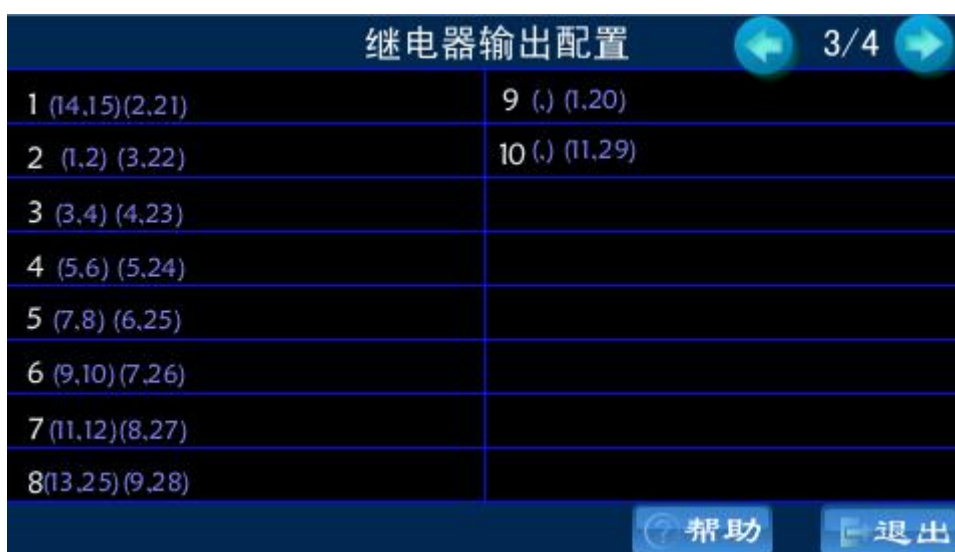 继电器输出配置 3/4
1 (14,15)(2,21)
2 (1,2) (3,22)
3 (3,4) (4,23)
4 (5,6) (5,24)
5 (7,8) (6,25)
6 (9,10)(7,26)
7 (11,12)(8,27)
8(13,25)(9,28)
9 (,) (1,20)
10 (,) (11,29)
帮助 退出